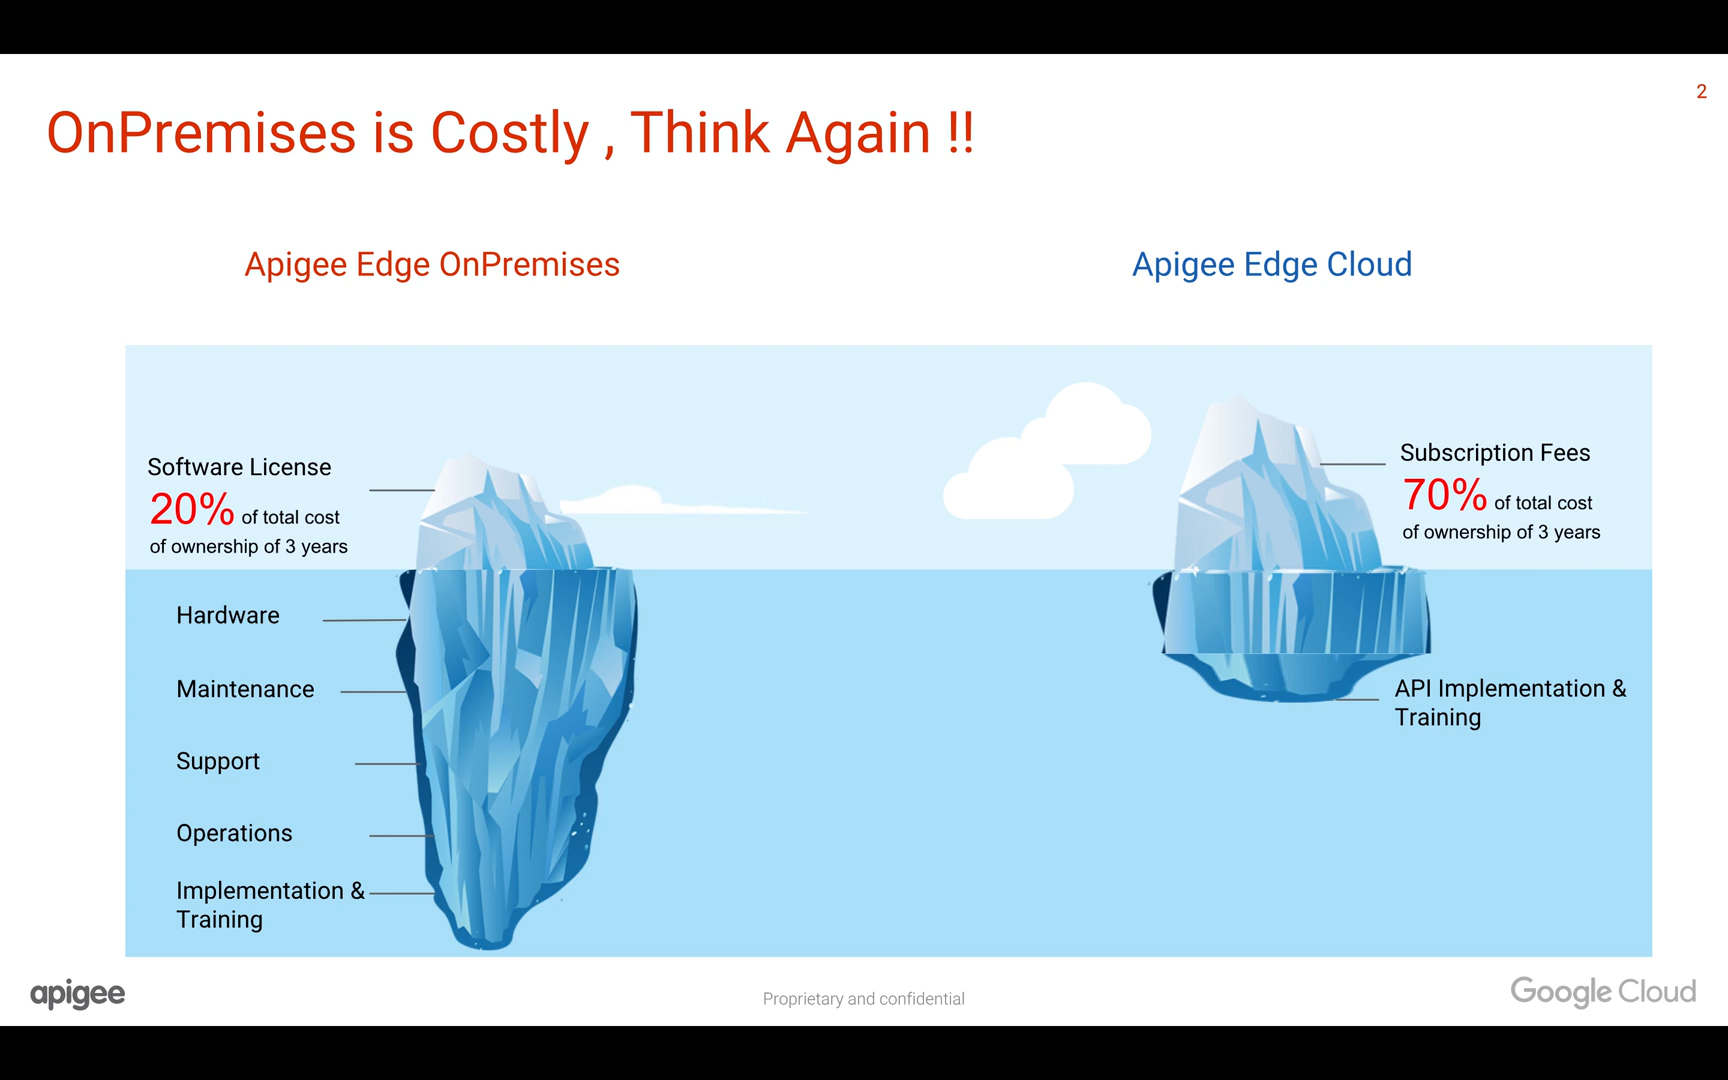 2
OnPremises is Costly , Think Again !!
Apigee Edge OnPremises
Apigee Edge Cloud
Software License
20% of total cost
of ownership of 3 years
Hardware
Maintenance
Support
Operations
Implementation &
Training
Subscription Fees
70% of total cost
of ownership of 3 years
API Implementation &
Training
apigee
Proprietary and confidential
Google Cloud